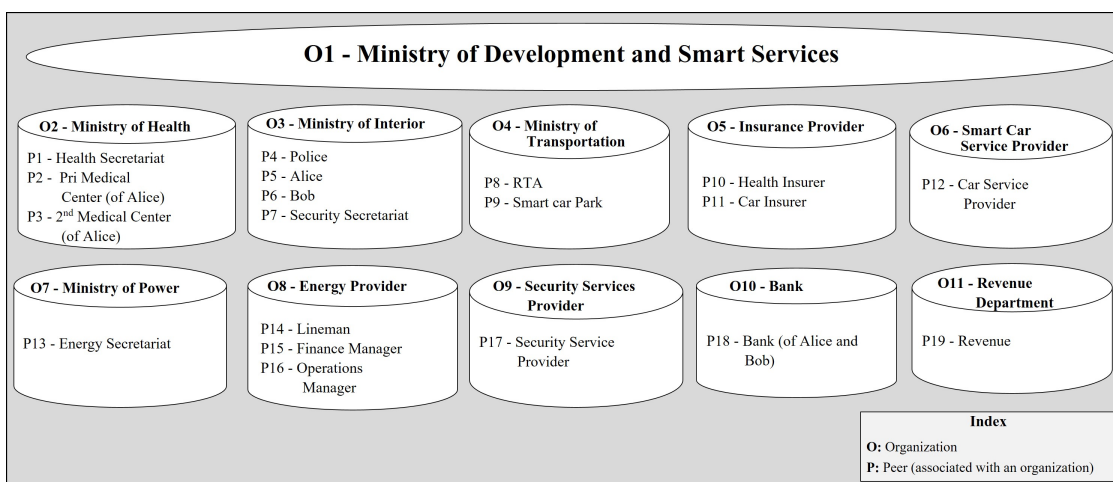 O1 - Ministry of Development and Smart Services
O2 - Ministry of Health
P1 - Health Secretariat
P2 - Pri Medical
Center (of Alice)
P3 - 2nd Medical Center
(of Alice)
O3 - Ministry of Interior
P4 - Police
P5 - Alice
P6 - Bob
P7 - Security Secretariat
O4 - Ministry of
Transportation
P8 - RTA
P9 - Smart car Park
O5 - Insurance Provider
P10 - Health Insurer
P11 - Car Insurer
O6 - Smart Car
Service Provider
P12 - Car Service
Provider
O7 - Ministry of Power
P13 - Energy Secretariat
O8 - Energy Provider
P14 - Lineman
P15 - Finance Manager
P16 - Operations
Manager
O9 - Security Services
Provider
P17 - Security Service
Provider
O10 - Bank
P18 - Bank (of Alice and
Bob)
O11 - Revenue
Department
P19 - Revenue
Index
O: Organization
P: Peer (associated with an organization)